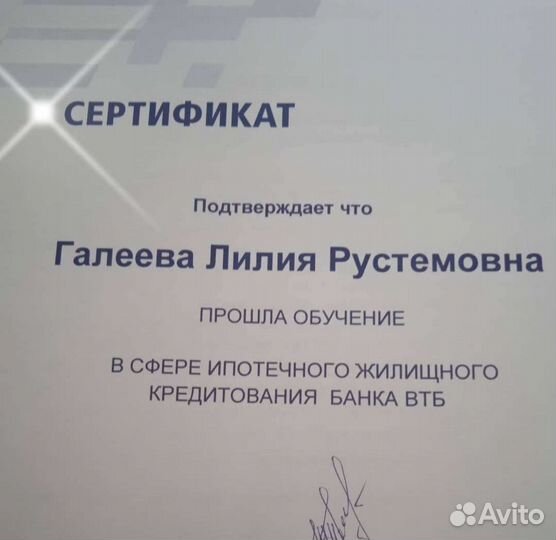 СЕРТИФИКАТ
Подтверждает что
Галеева Лилия Рустемовна
ПРОШЛА ОБУЧЕНИЕ
В СФЕРЕ ИПОТЕЧНОГО ЖИЛИЩНОГО
КРЕДИТОВАНИЯ БАНКА ВТБ
Avito